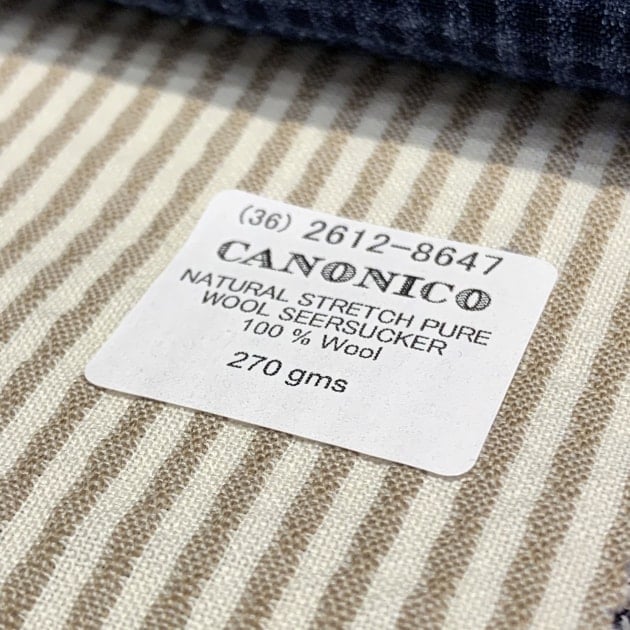 (36) 2612-8647
CANONICO
NATURAL STRETCH PURE
WOOL SEERSUCKER
100 % Wool
270 gms